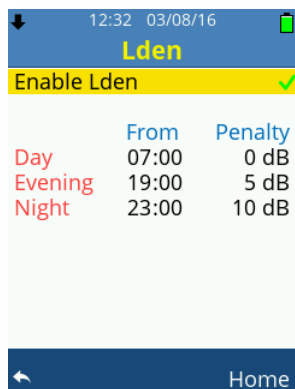 12:32 03/08/16
Lden
Enable Lden
From Penalty
Day 07:00 0 dB
Evening 19:00 5 dB
Night 23:00 10 dB
Home